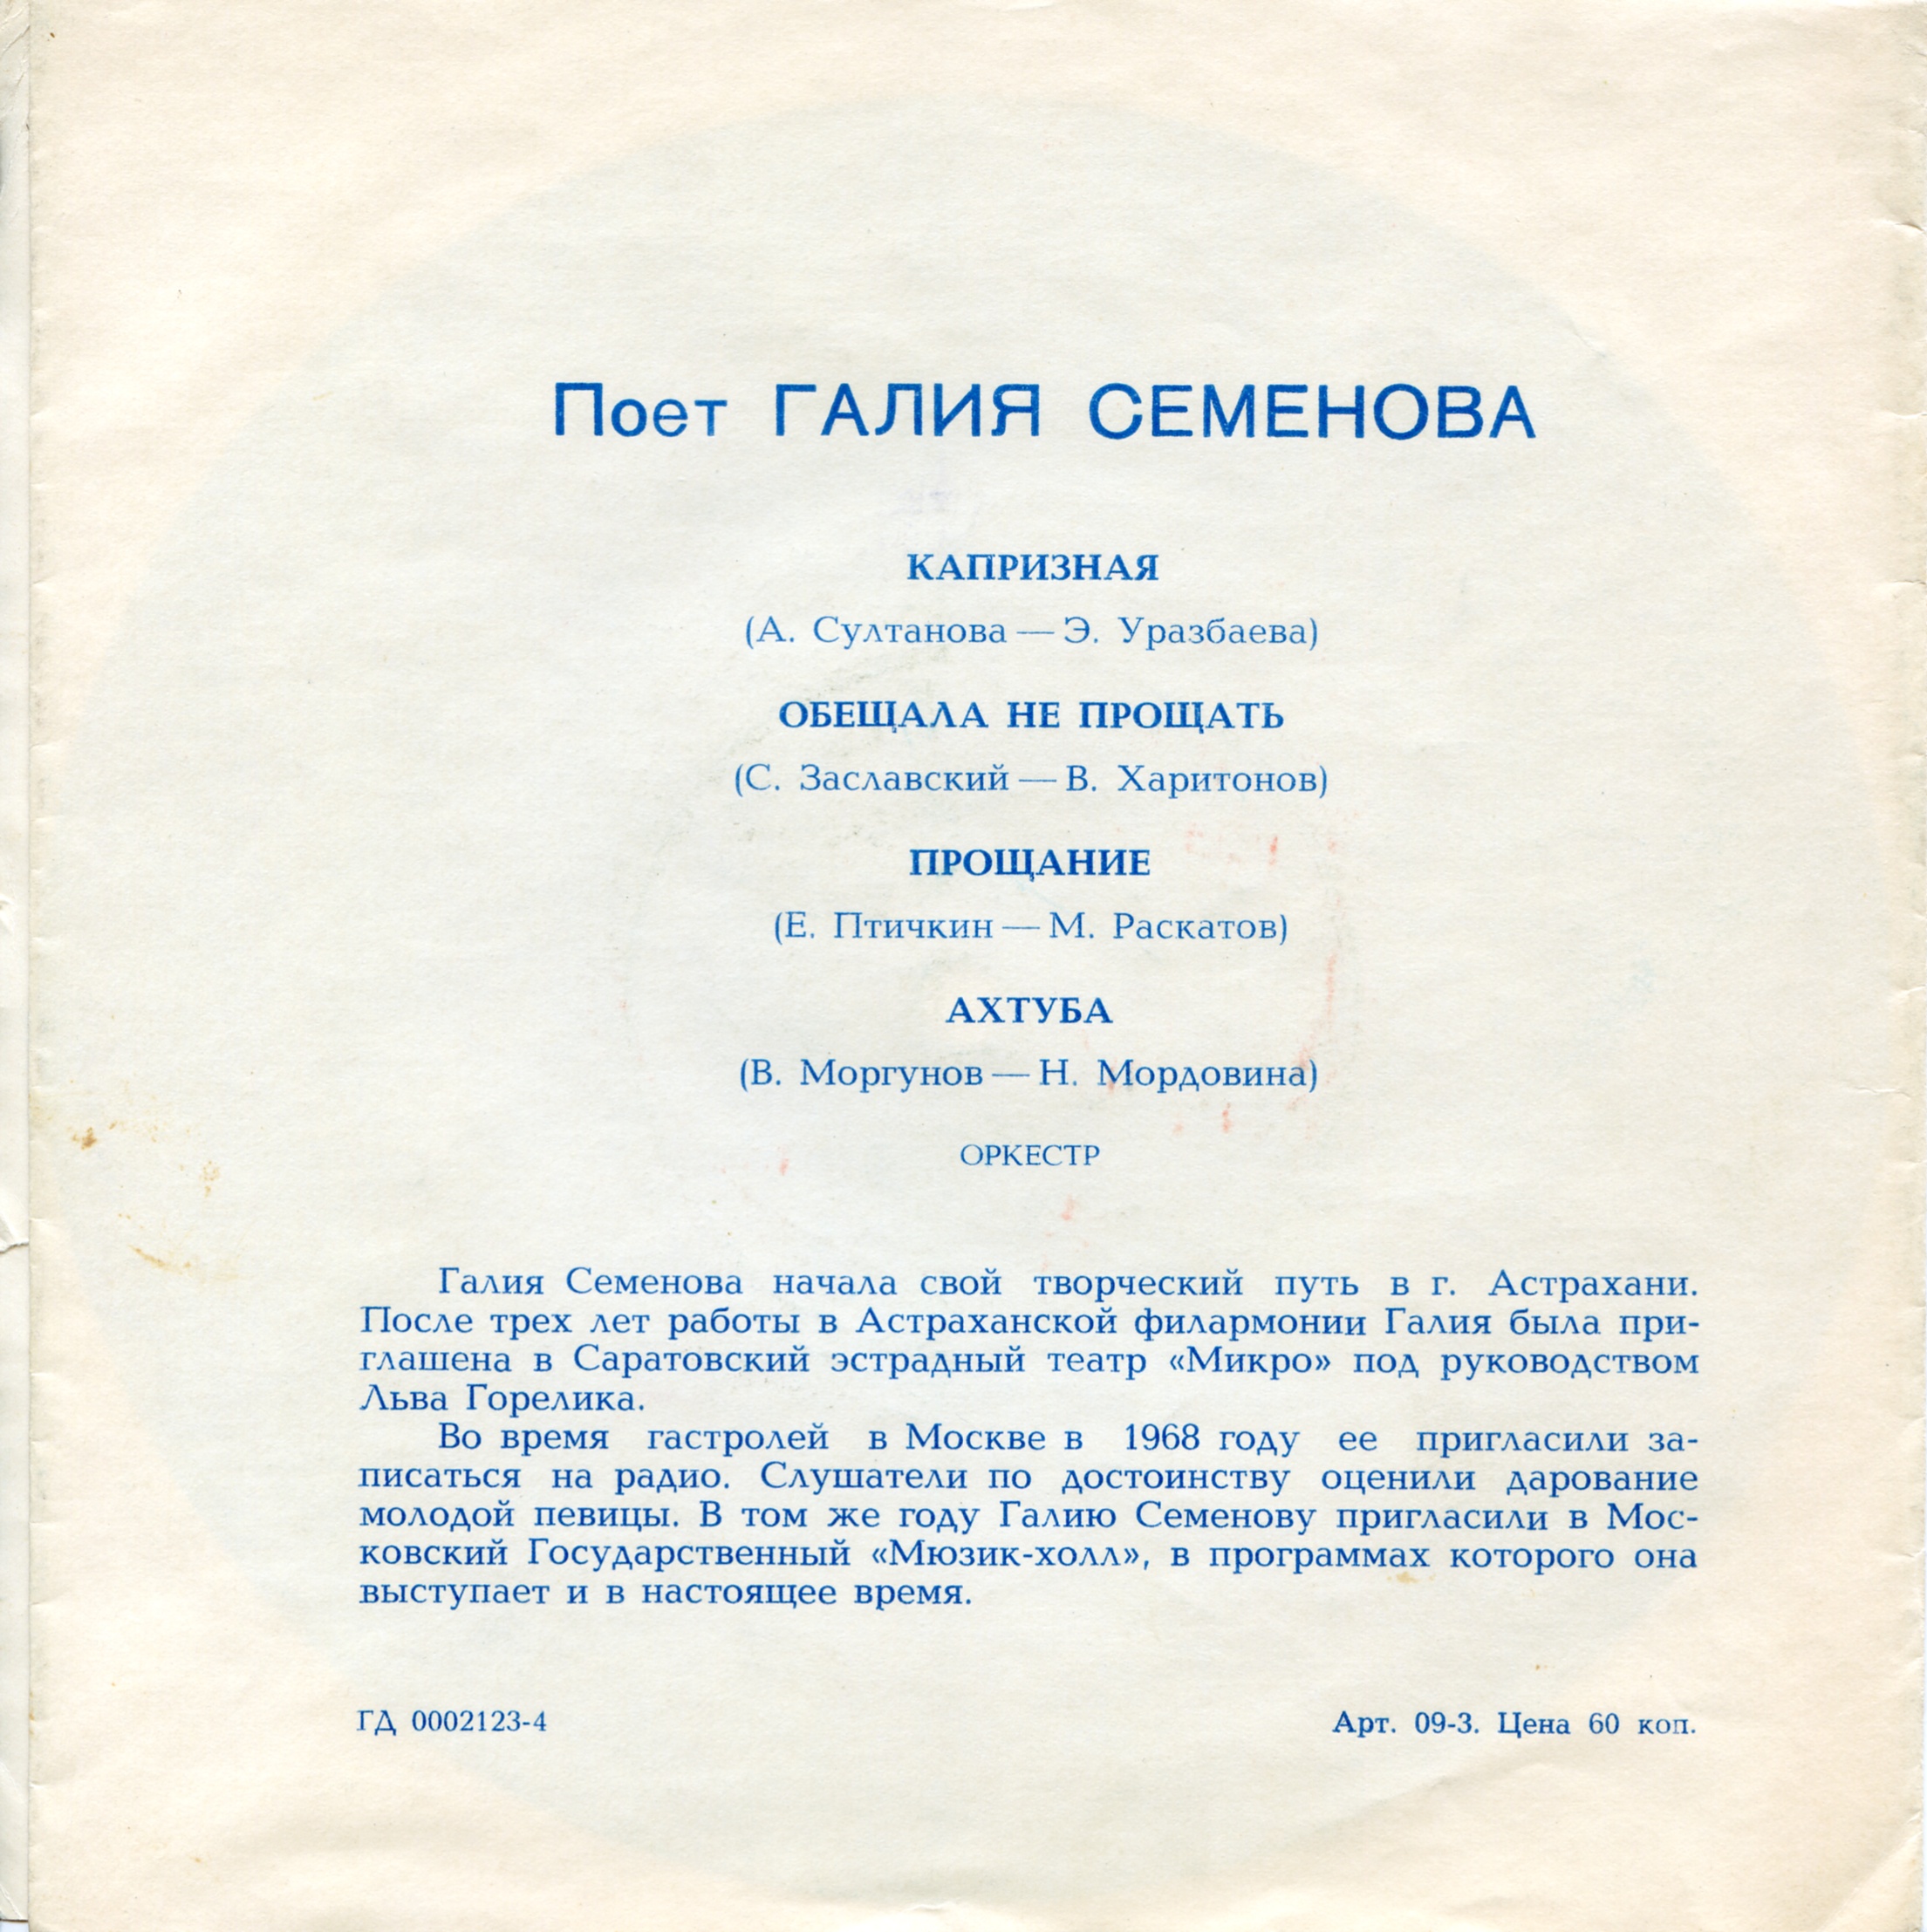 Поет ГАЛИЯ СЕМЕНОВА
КАПРИЗНАЯ
(А. Султанова — Э. Уразбаева)
ОБЕЩАЛА НЕ ПРОЩАТЬ
(С. Заславский — В. Харитонов)
ПРОЩАНИЕ
(Е. Птичкин — М. Раскатов)
АХТУБА
(В. Моргунов — Н. Мордовина)
ОРКЕСТР
Галия Семенова начала свой творческий путь в г. Астрахани.
После трех лет работы в Астраханской филармонии Галия была при-
глашена в Саратовский эстрадный театр «Микро» под руководством
Льва Горелика.
Во время гастролей в Москве в 1968 году ее пригласили за-
писаться на радио. Слушатели по достоинству оценили дарование
молодой певицы. В том же году Галию Семенову пригласили в Мос-
ковский Государственный «Мюзик-холл», в программах которого она
выступает и в настоящее время.
ГД 0002123-4
Арт. 09-3. Цена 60 коп.